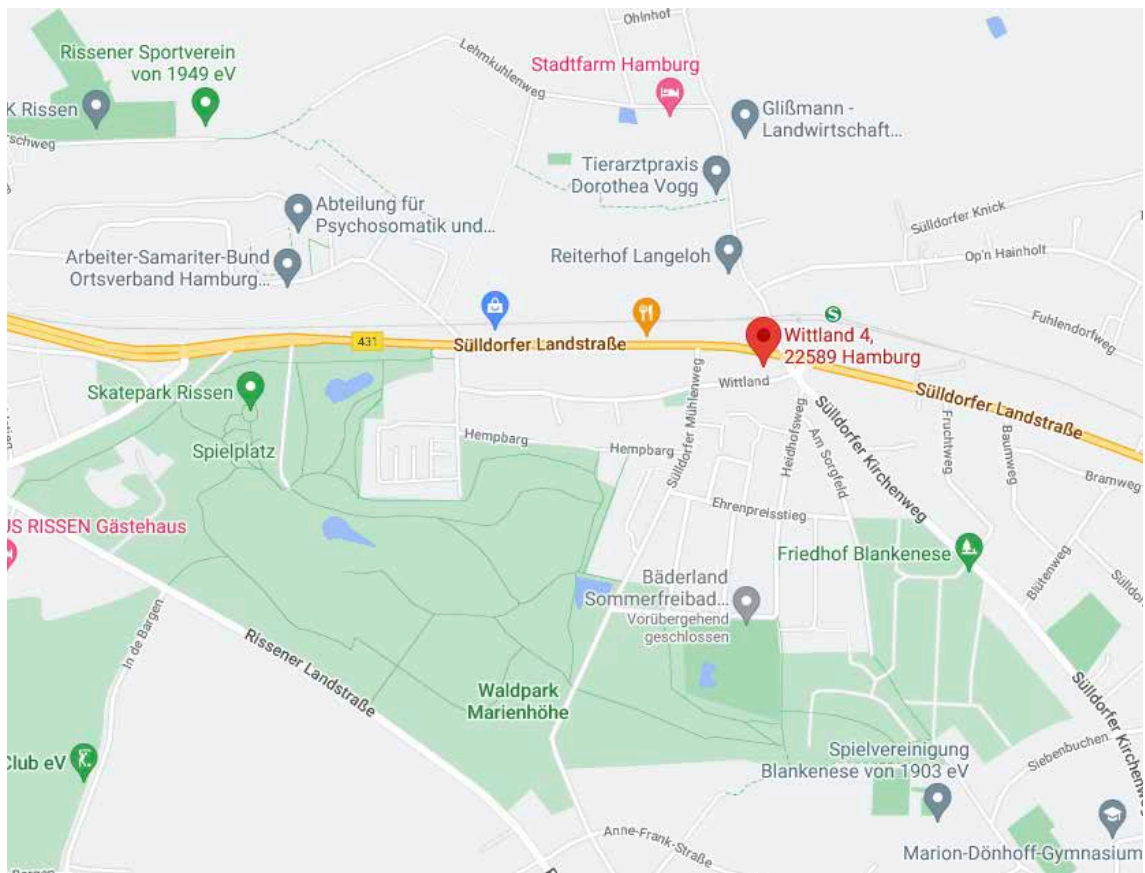 Ohlnhof
Rissener Sportverein
von 1949 eV
Lehmkuhlenweg
Stadtfarm Hamburg
K Rissen
Glißmann -
Landwirtschaft...
rschweg
Tierarztpraxis
Dorothea Vogg
Abteilung für
Psychosomatik und...
Sülldorfer Knick
Arbeiter-Samariter-Bund
Ortsverband Hamburg...
Reiterhof Langeloh
Op'n Hainholt
S
Fuhlendorfweg
431
Sülldorfer Landstraße
Wittland 4,
22589 Hamburg
Skatepark Rissen
Wittland
Sülldorfer Landstraße
Spielplatz
Hempbarg
Hempbarg
Sülldorfer Mühlenweg
Heidhofsweg
Am Sorgfeld
Sülldorfer Kirchenweg
Fruchtweg
Baumweg
Bramweg
Ehrenpreisstieg
US RISSEN Gästehaus
Friedhof Blankenese
Bäderland
Sommerfreibad...
Vorübergehend
geschlossen
Blütenweg
Sülldo
In de Bargen
Rissener Landstraße
Waldpark
Marienhöhe
Sülldorfer Kirchenweg
Club eV
Spielvereinigung
Blankenese von 1903 eV
Siebenbuchen
Anne-Frank-Straße
Marion-Dönhoff-Gymnasium